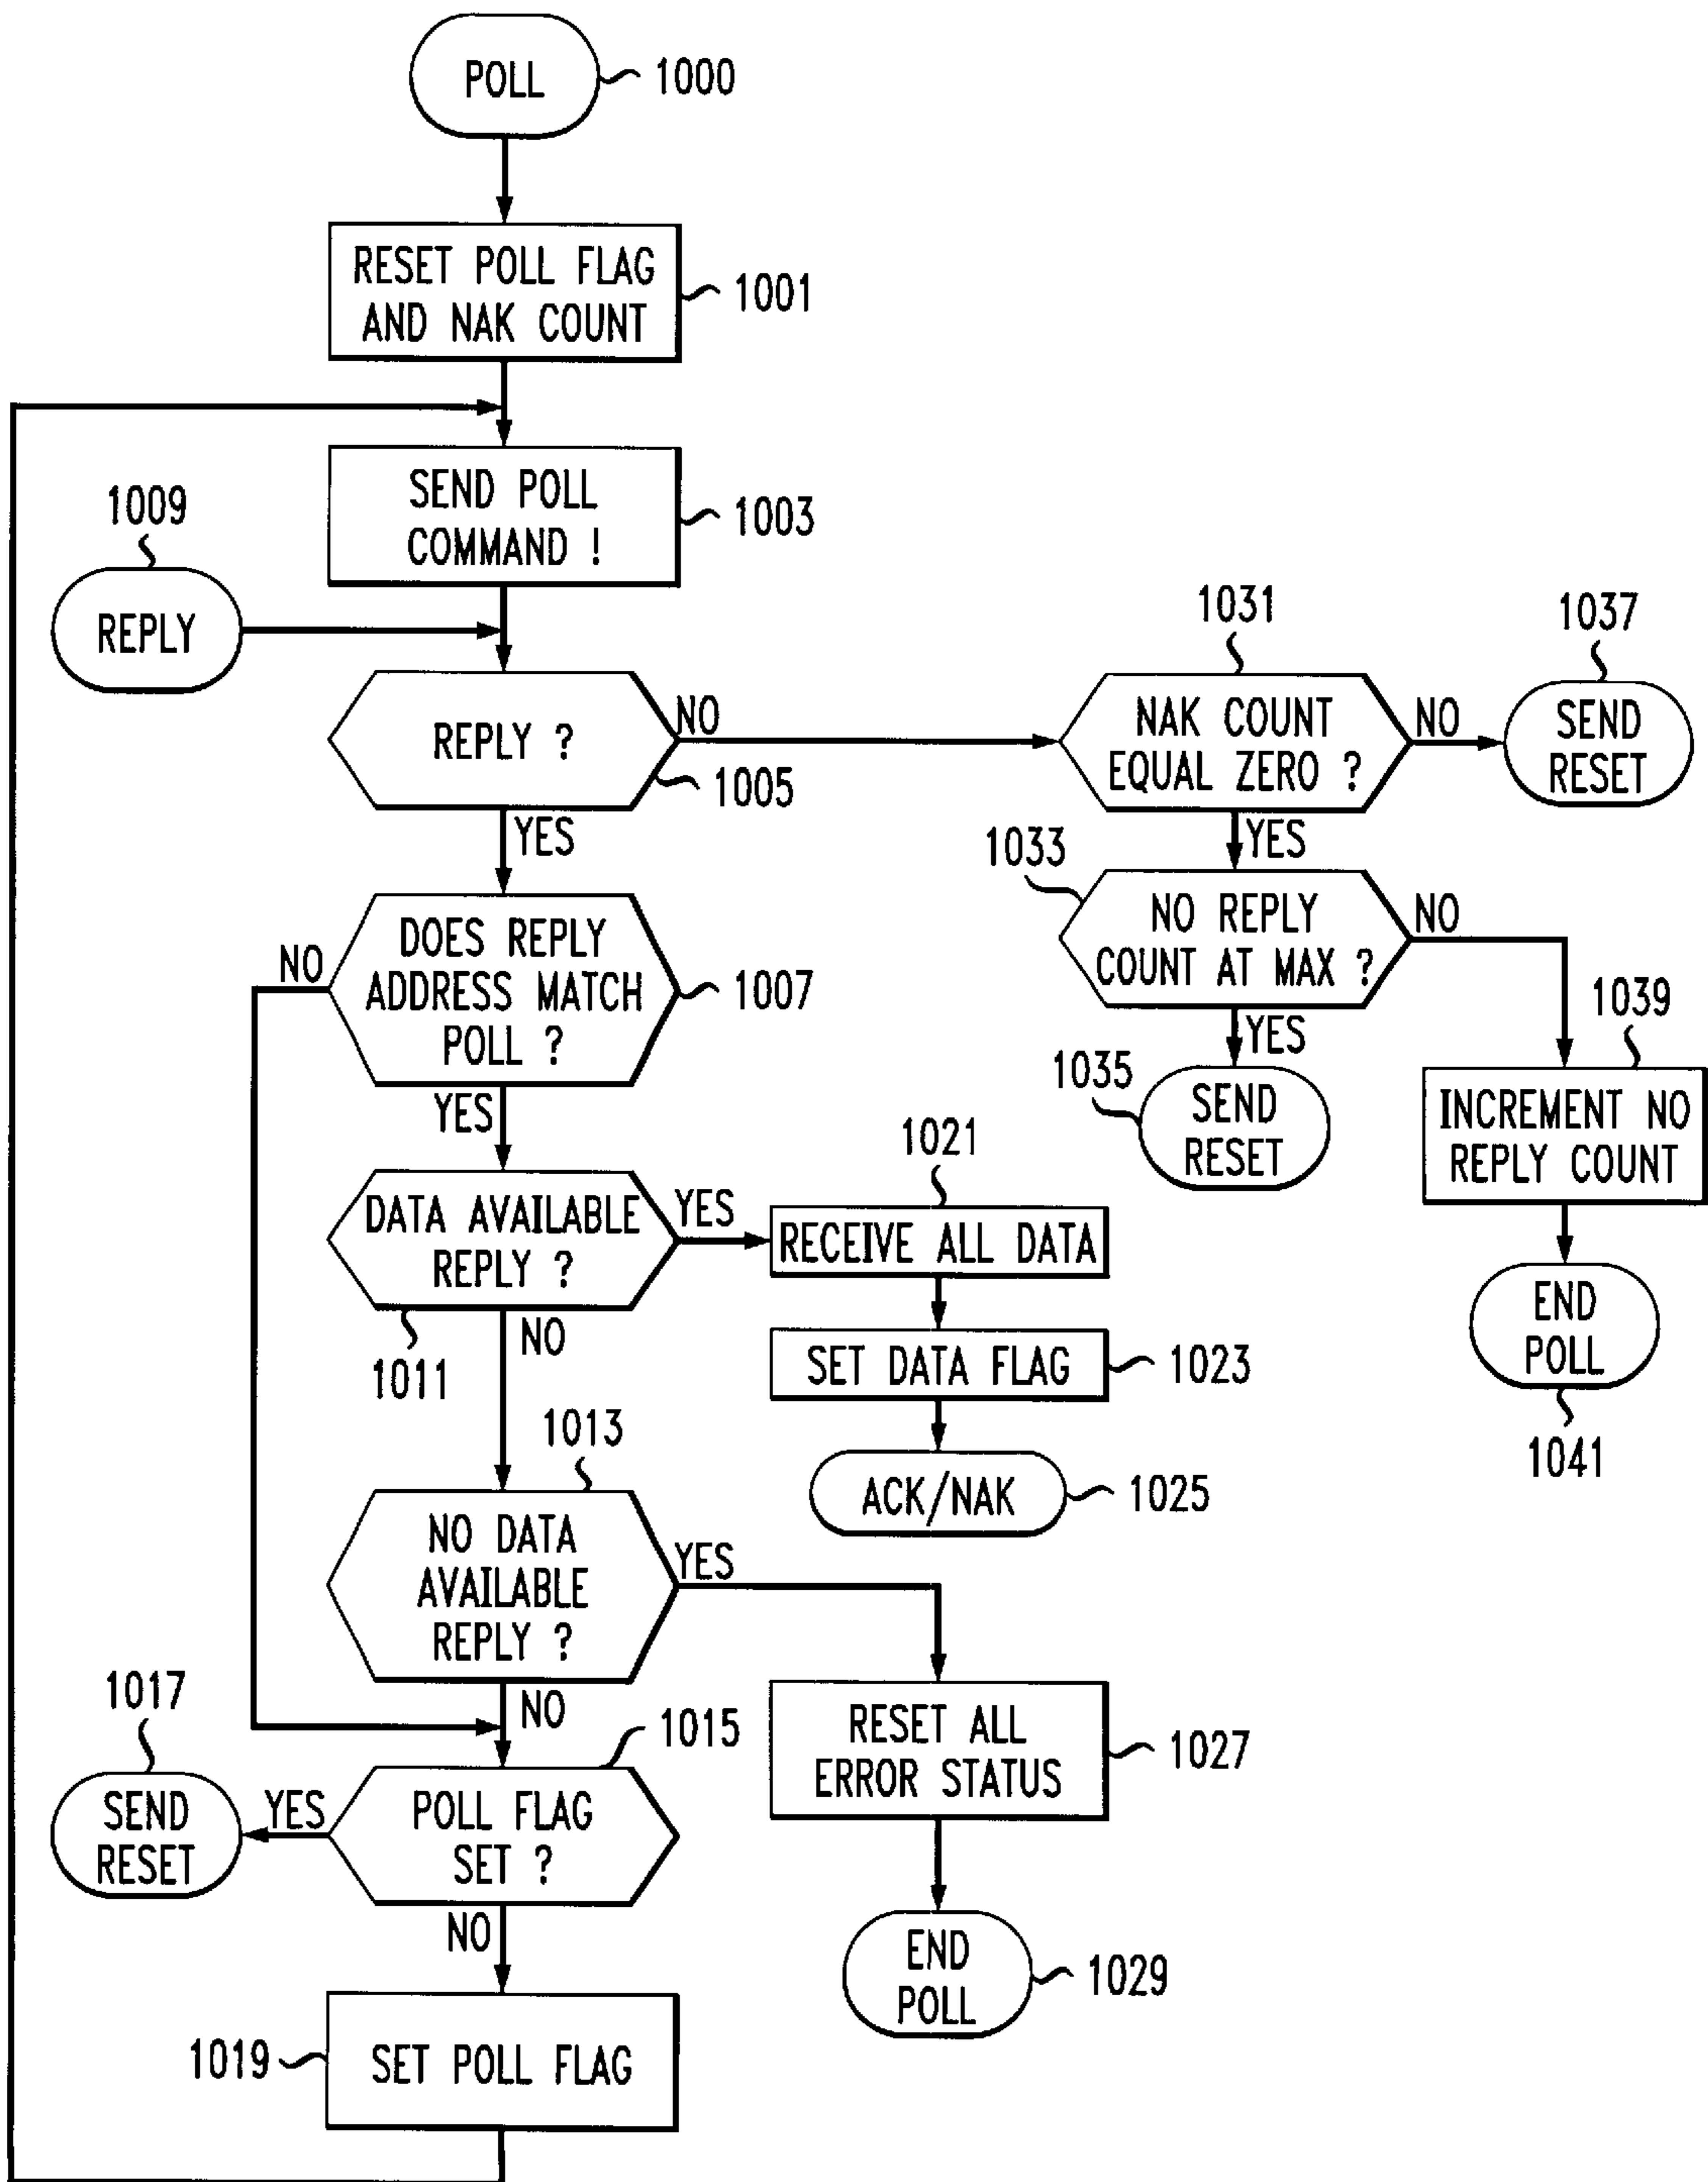 POLL
1000
RESET POLL FLAG
AND NAK COUNT
1001
SEND POLL
COMMAND !
1003
1009
REPLY
REPLY ?
NO
1005
YES
1031
NAK COUNT
EQUAL ZERO ?
NO
1037
SEND
RESET
YES
1033
NO REPLY
COUNT AT MAX ?
NO
YES
1035
SEND
RESET
1039
INCREMENT NO
REPLY COUNT
END
POLL
1041
DOES REPLY
ADDRESS MATCH
POLL ?
NO
1007
YES
DATA AVAILABLE
REPLY ?
YES
1011
NO
1021
RECEIVE ALL DATA
SET DATA FLAG
1023
ACK/NAK
1025
1013
NO DATA
AVAILABLE
REPLY ?
YES
NO
RESET ALL
ERROR STATUS
1027
END
POLL
1029
1015
POLL FLAG
SET ?
YES
1017
SEND
RESET
NO
1019
SET POLL FLAG